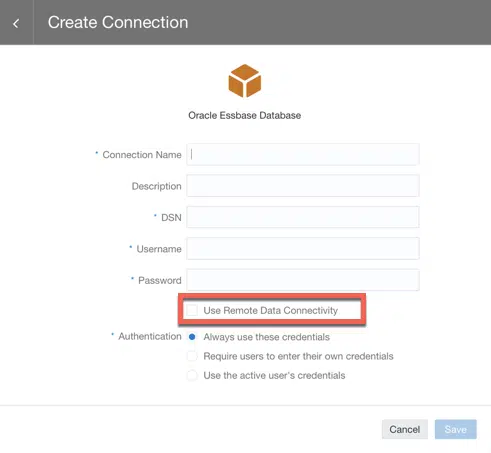 Create Connection
Oracle Essbase Database
* Connection Name
Description
* DSN
* Username
* Password
Use Remote Data Connectivity
* Authentication Always use these credentials
Require users to enter their own credentials
Use the active user's credentials
Cancel Save